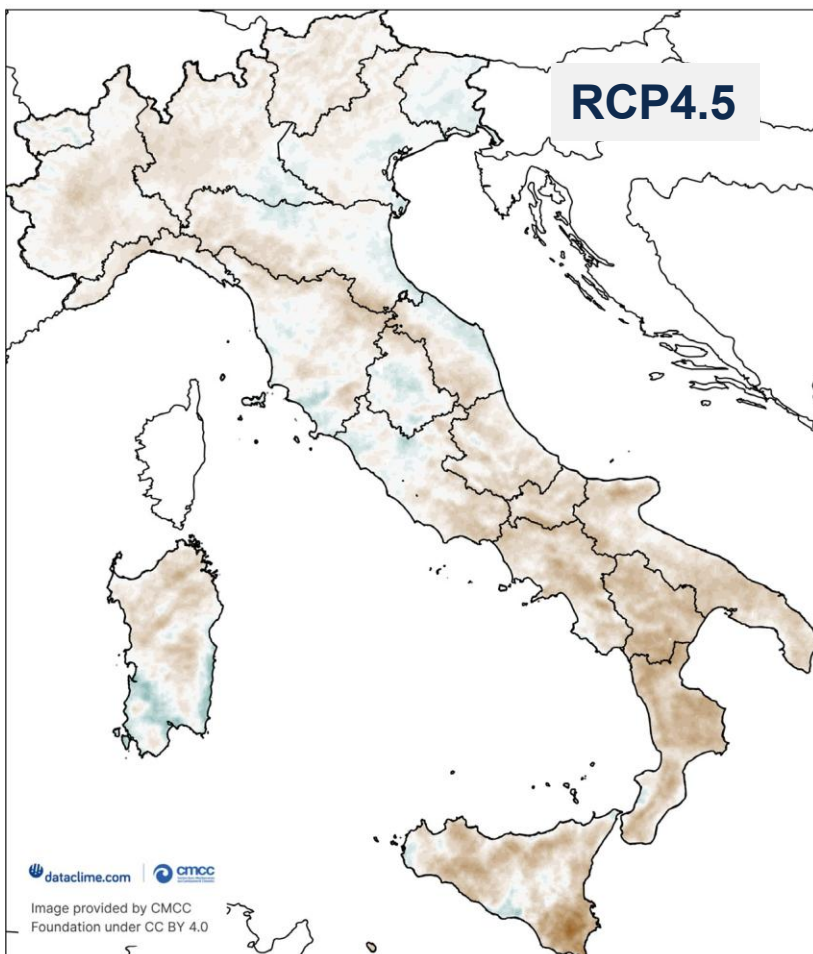 RCP4.5
dataclime.com
cmcc
Image provided by CMCC
Foundation under CC BY 4.0